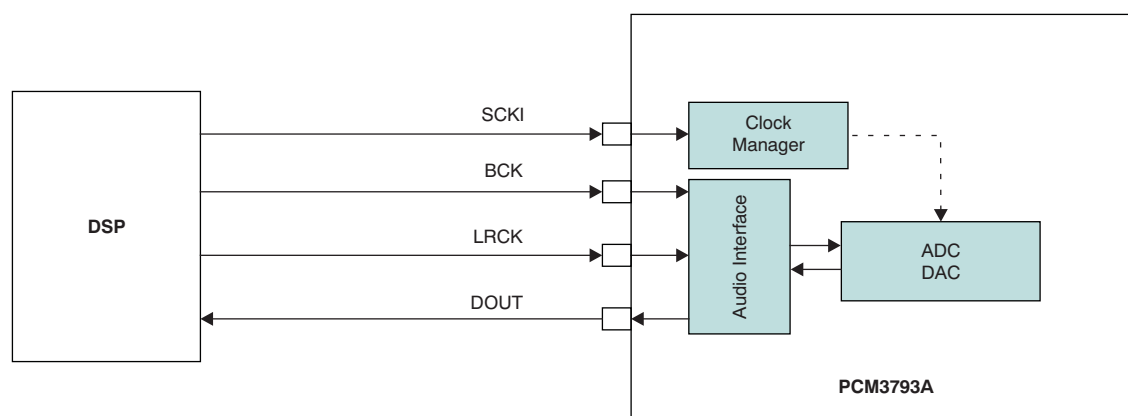 DSP
SCKI
BCK
LRCK
DOUT
Clock
Manager
Audio Interface
ADC
DAC
PCM3793A